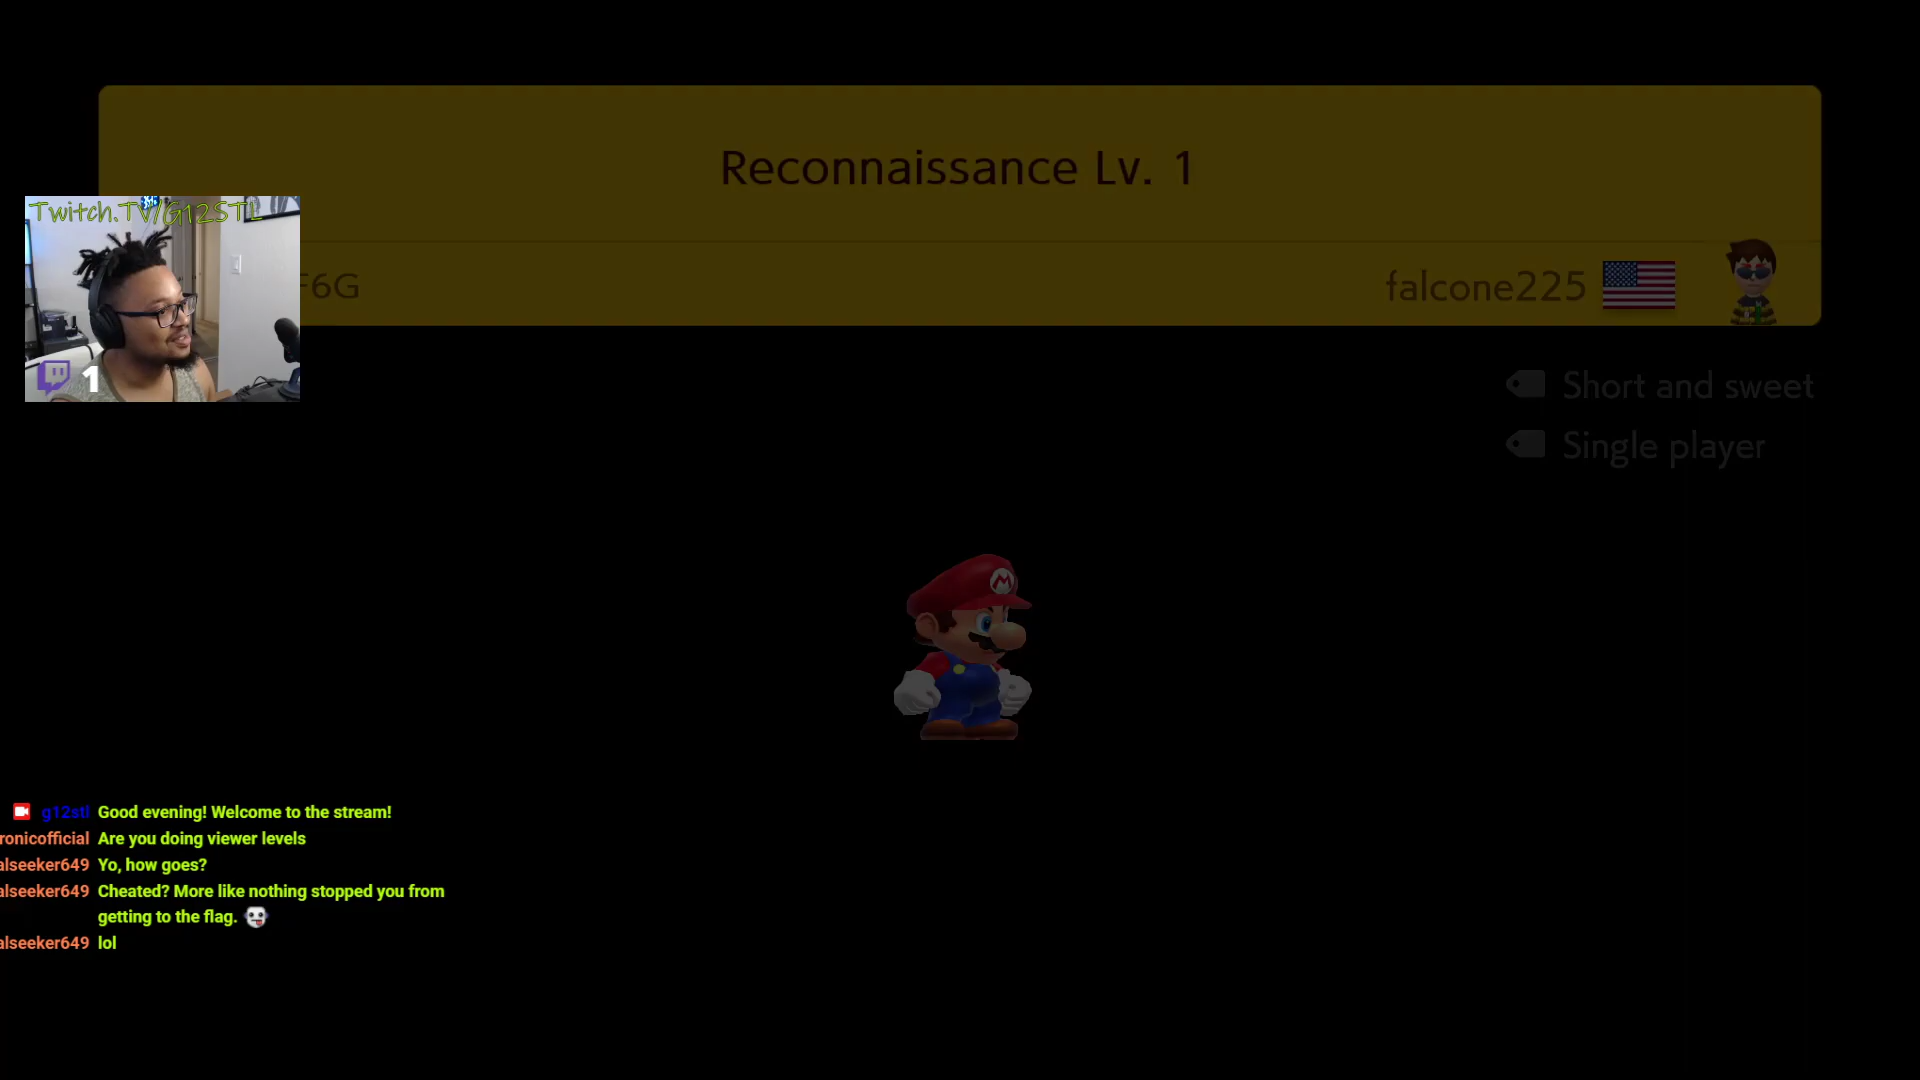 Reconnaissance Lv. 1
Twitch.TV/G12STL
F6G
falcone225
1
Short and sweet
Single player
g12stl Good evening! Welcome to the stream!
ronicofficial Are you doing viewer levels
alseeker649 Yo, how goes?
alseeker649 Cheated? More like nothing stopped you from
getting to the flag.
alseeker649 lol